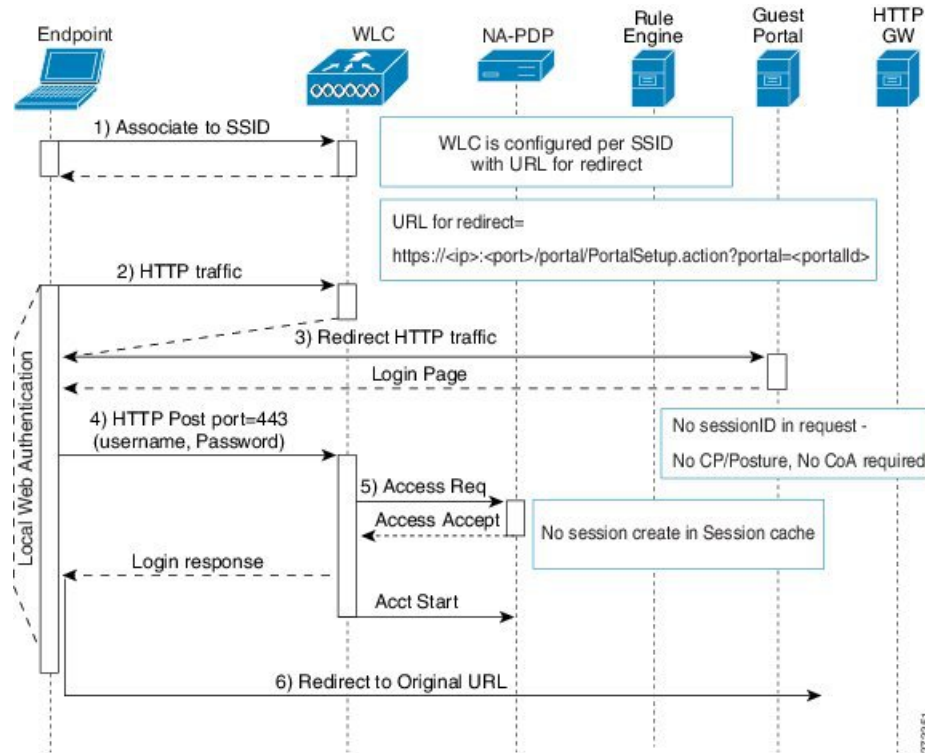 Endpoint
WLC
NA-PDP
Rule
Engine
Guest
Portal
HTTP
GW
1) Associate to SSID
WLC is configured per SSID
with URL for redirect
URL for redirect=
https://<ip>:<port>/portal/PortalSetup.action?portal=<portalId>
2) HTTP traffic
3) Redirect HTTP traffic
Login Page
Local Web Authentication
4) HTTP Post port=443
(username, Password)
No sessionID in request -
No CP/Posture, No CoA required
5) Access Req
Access Accept
No session create in Session cache
Login response
Acct Start
6) Redirect to Original URL